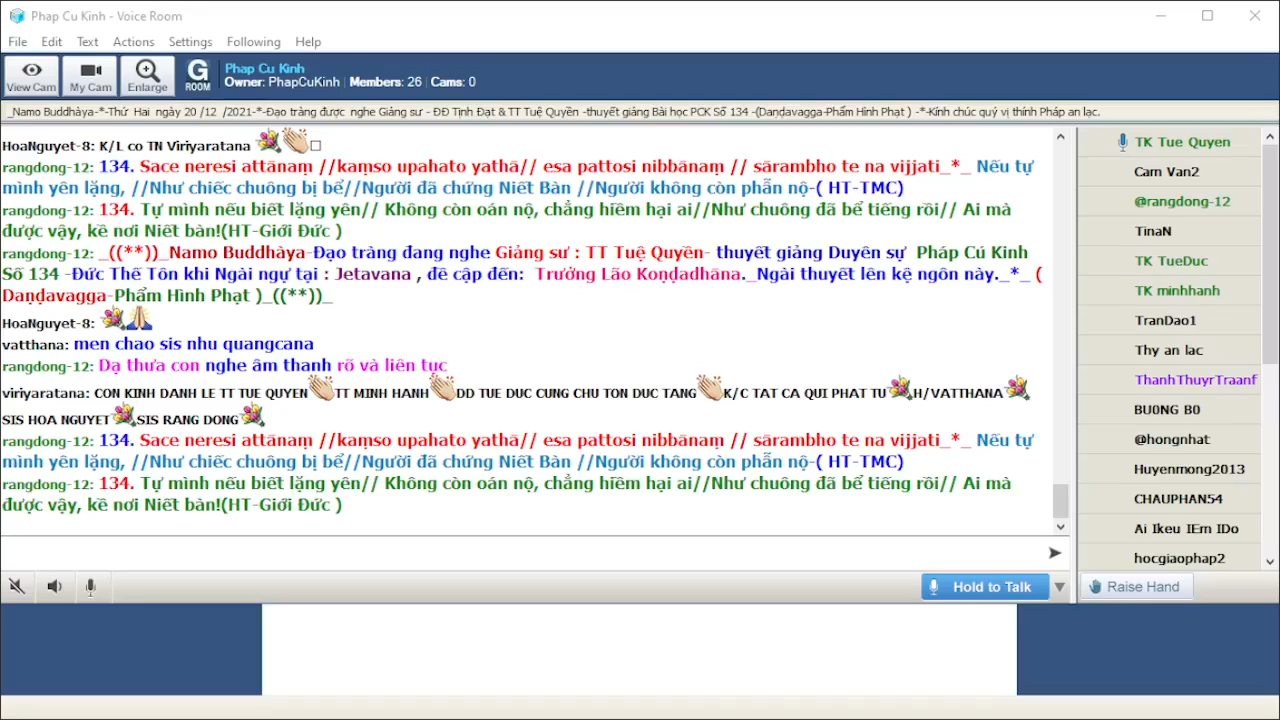 Phap Cu Kinh - Voice Room
File Edit Text Actions Settings Following Help
View Cam My Cam Enlarge G ROOM
Phap Cu Kinh
Owner: PhapCuKinh Members: 26 Cams: 0
_Namo Buddhàya-*-Thứ Hai ngày 20 /12 /2021-*-Đạo tràng được nghe Giảng sư - ĐĐ Tịnh Đạt & TT Tuệ Quyền -thuyết giảng Bài học PCK Số 134 -(Daṇḍavagga-Phẩm Hình Phạt ) -*-Kính chúc quý vị thính Pháp an lạc.
HoaNguyet-8: K/L co TN Viriyaratana
rangdong-12: 134. Sace neresi attānaṃ //kaṃso upahato yathā// esa pattosi nibbānaṃ // sārambho te na vijjati_*_ Nếu tự
mình yên lặng, //Như chiếc chuông bị bể//Người đã chứng Niết Bàn //Người không còn phẫn nộ-( HT-TMC)
rangdong-12: 134. Tự mình nếu biết lặng yên// Không còn oán nộ, chẳng hiềm hại ai//Như chuông đã bể tiếng rồi// Ai mà
được vậy, kề nơi Niết bàn!(HT-Giới Đức )
rangdong-12: _((**))_Namo Buddhàya-Đạo tràng đang nghe Giảng sư : TT Tuệ Quyền- thuyết giảng Duyên sự Pháp Cú Kinh
Số 134 -Đức Thế Tôn khi Ngài ngự tại : Jetavana , đề cập đến: Trưởng Lão Koṇḍadhāna._Ngài thuyết lên kệ ngôn này._*_ (
Daṇḍavagga-Phẩm Hình Phạt )_((**))_
HoaNguyet-8:
vatthana: men chao sis nhu quangcana
rangdong-12: Dạ thưa con nghe âm thanh rõ và liên tục
viriyaratana: CON KINH DANH LE TT TUE QUYEN TT MINH HANH DD TUE DUC CUNG CHU TON DUC TANG K/C TAT CA QUI PHAT TU H/VATTHANA
SIS HOA NGUYET SIS RANG DONG
rangdong-12: 134. Sace neresi attānaṃ //kaṃso upahato yathā// esa pattosi nibbānaṃ // sārambho te na vijjati_*_ Nếu tự
mình yên lặng, //Như chiếc chuông bị bể//Người đã chứng Niết Bàn //Người không còn phẫn nộ-( HT-TMC)
rangdong-12: 134. Tự mình nếu biết lặng yên// Không còn oán nộ, chẳng hiềm hại ai//Như chuông đã bể tiếng rồi// Ai mà
được vậy, kề nơi Niết bàn!(HT-Giới Đức )
Hold to Talk
TK Tue Quyen
Cam Van2
@rangdong-12
TinaN
TK TueDuc
TK minhhanh
TranDao1
Thy an lac
ThanhThuyrTraanf
BU0NG B0
@hongnhat
Huyenmong2013
CHAUPHAN54
Ai Ikeu IEm IDo
hocgiaophap2
Raise Hand